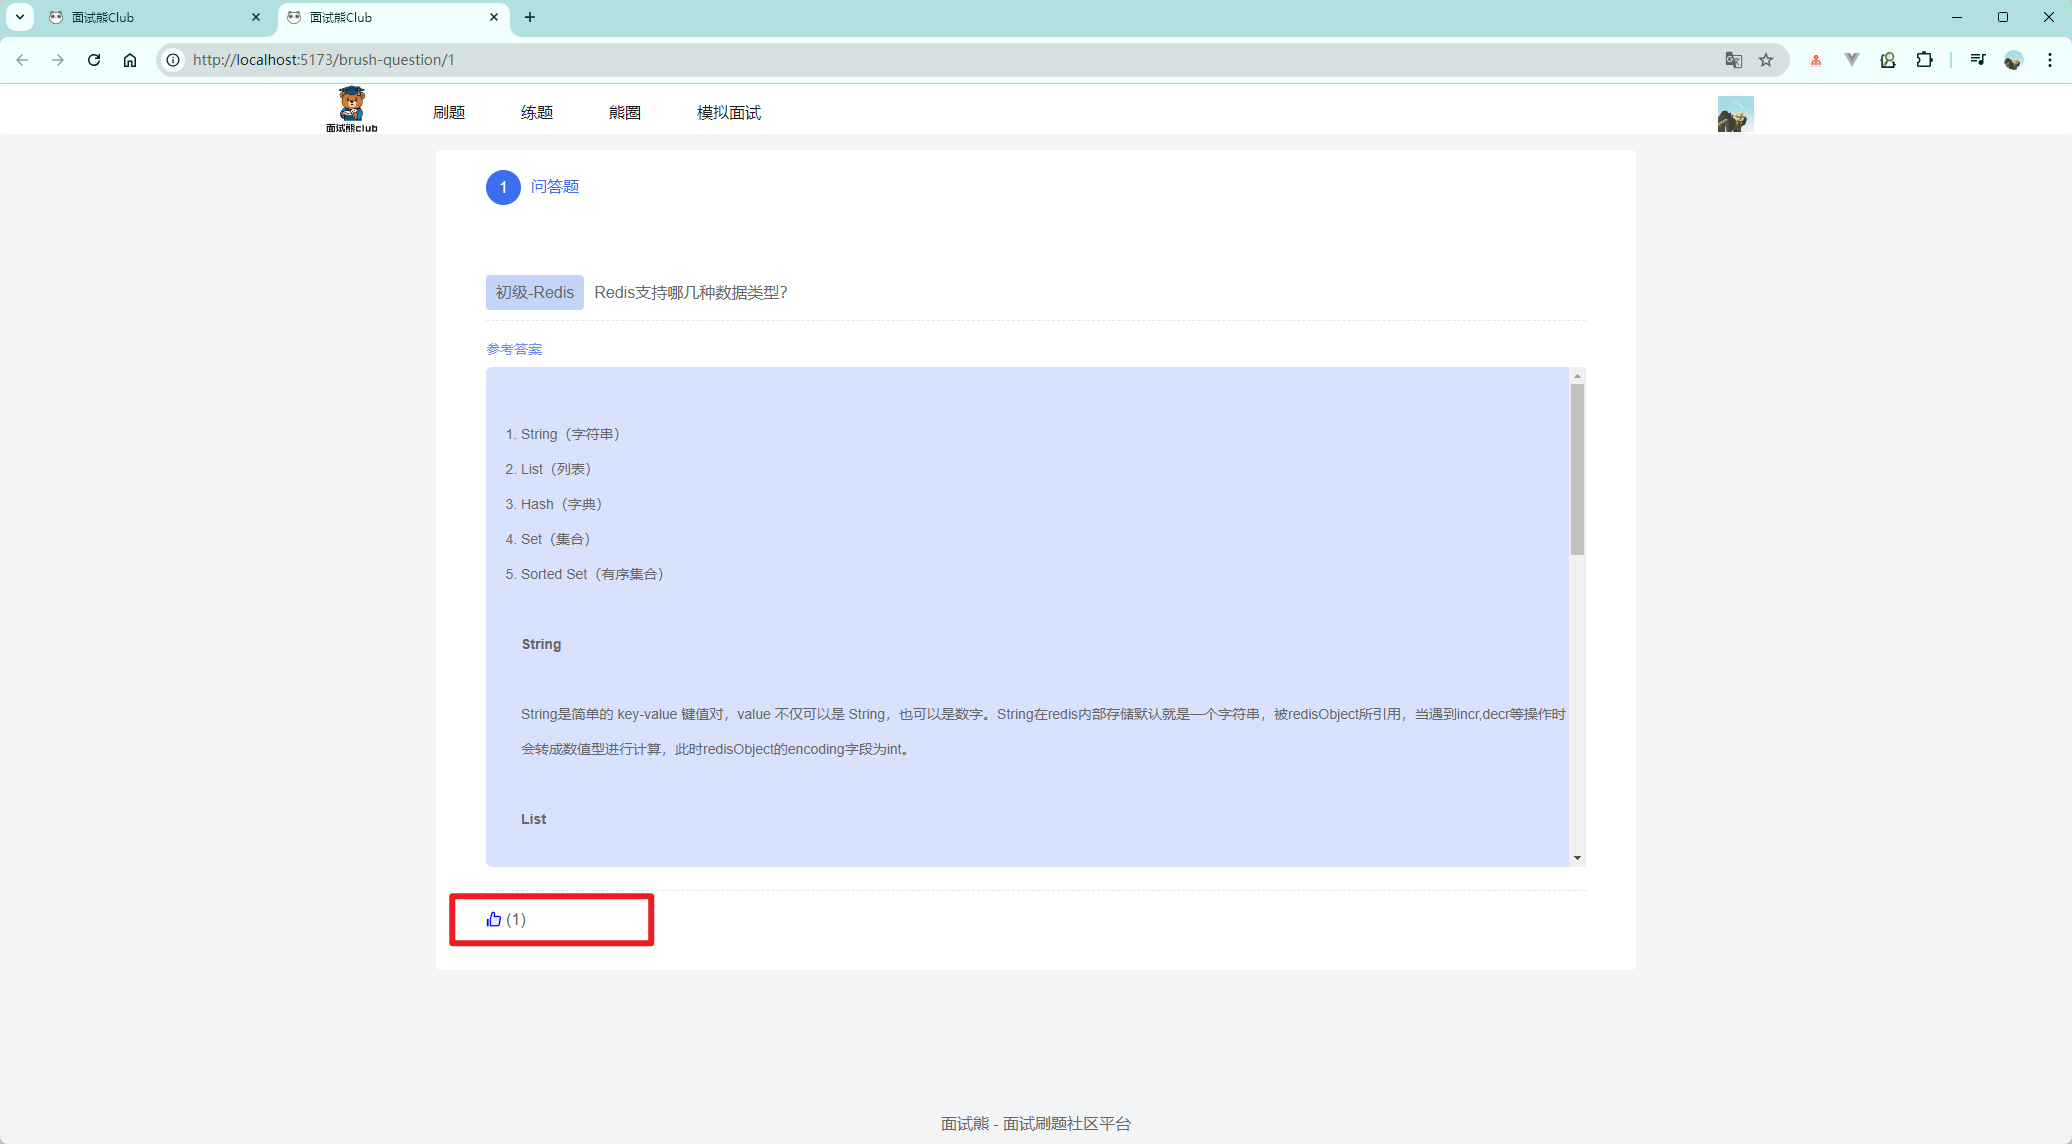 面试熊Club
面试熊Club
http://localhost:5173/brush-question/1
面试熊club
刷题
练题
熊圈
模拟面试
1 问答题
初级-Redis Redis支持哪几种数据类型?
参考答案
1. String（字符串）
2. List（列表）
3. Hash（字典）
4. Set（集合）
5. Sorted Set（有序集合）
String
String是简单的 key-value 键值对，value 不仅可以是 String，也可以是数字。String在redis内部存储默认就是一个字符串，被redisObject所引用，当遇到incr,decr等操作时
会转成数值型进行计算，此时redisObject的encoding字段为int。
List
(1)
面试熊 - 面试刷题社区平台